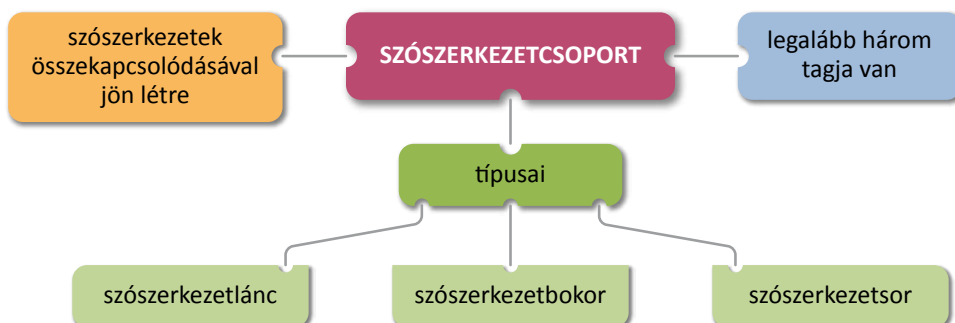 szószerkezetek
összekapcsolódásával
jön létre
SZÓSZERKEZETCSOPORT
legalább három
tagja van
típusai
szószerkezetlánc
szószerkezetbokor
szószerkezetsor